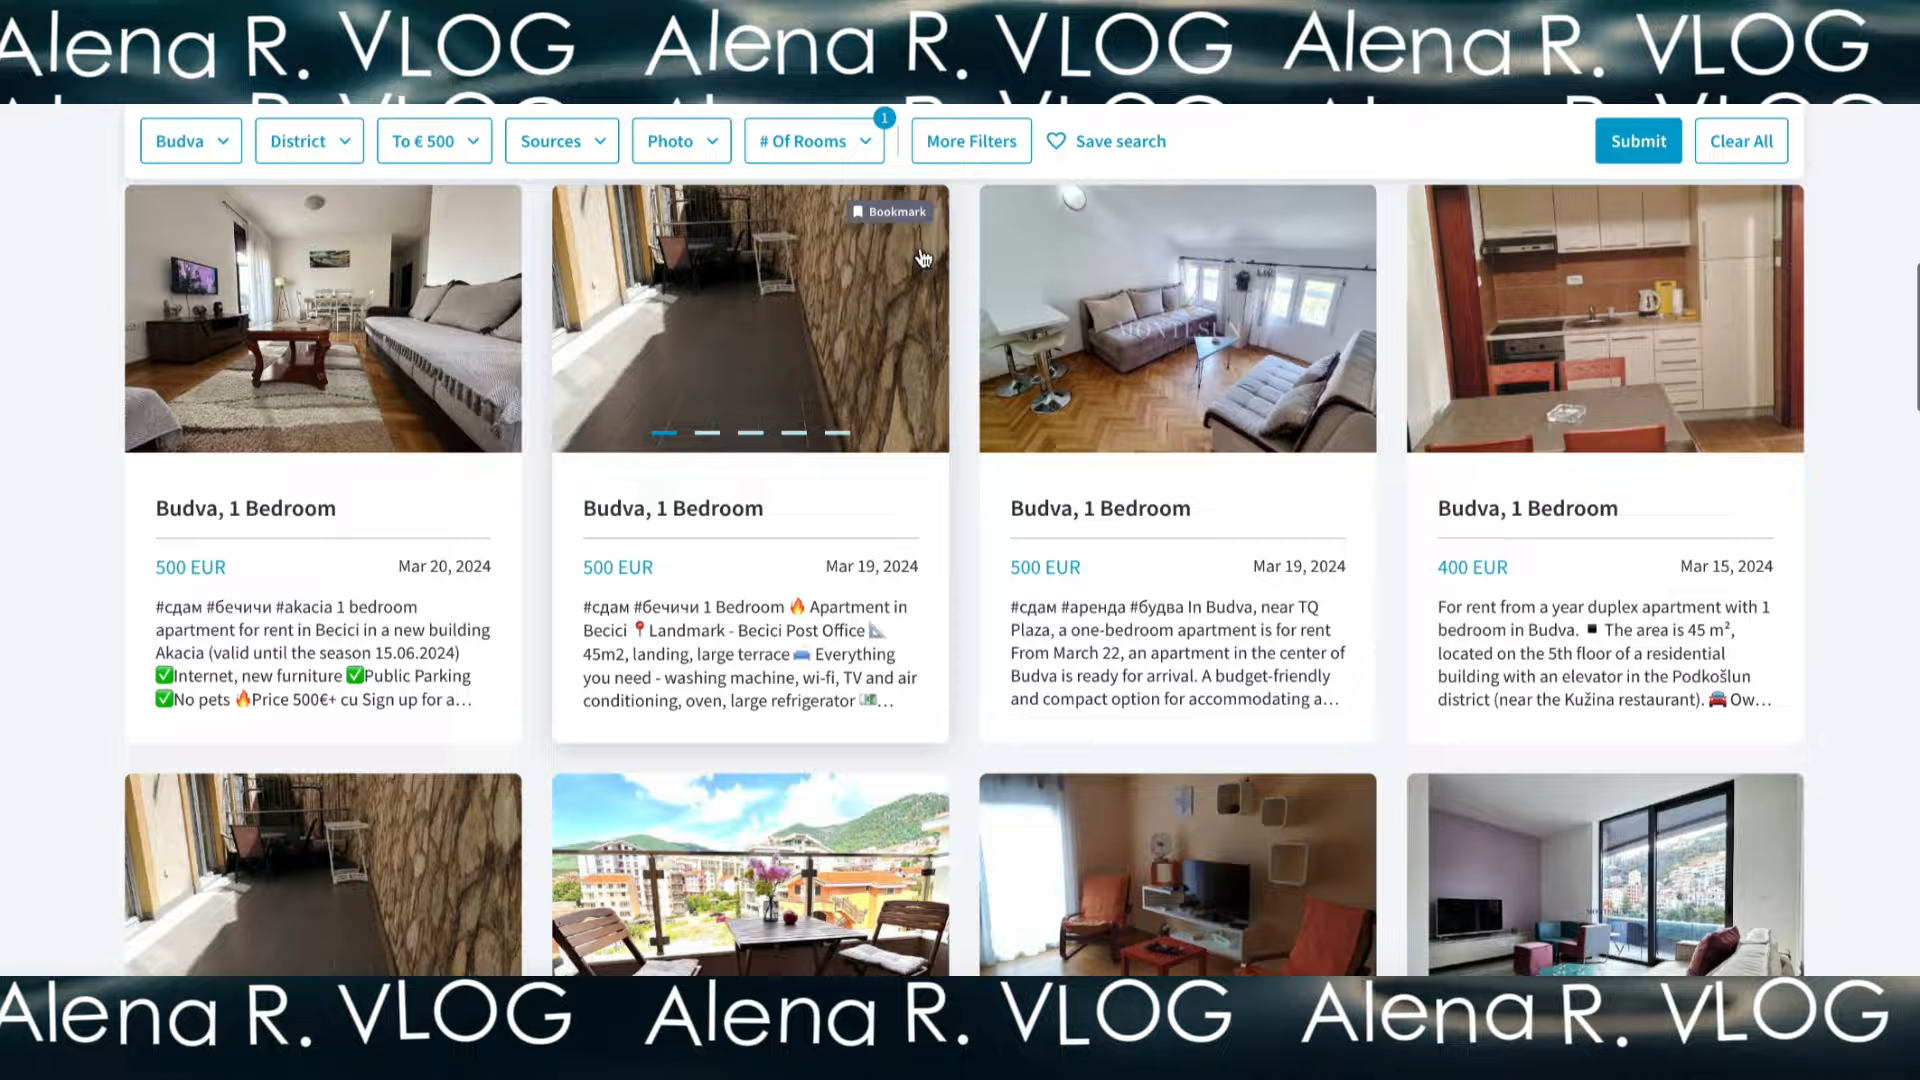 Alena R. VLOG Alena R. VLOG Alena R. VLOG
Budva District To € 500 Sources Photo # Of Rooms 1 More Filters Save search Submit Clear All
Bookmark
MONTESUN
Budva, 1 Bedroom
500 EUR Mar 20, 2024
#сдам #бечичи #akacia 1 bedroom
apartment for rent in Becici in a new building
Akacia (valid until the season 15.06.2024)
✅Internet, new furniture ✅Public Parking
✅No pets 🔥Price 500€+ cu Sign up for a…
Budva, 1 Bedroom
500 EUR Mar 19, 2024
#сдам #бечичи 1 Bedroom 🔥 Apartment in
Becici 📍Landmark - Becici Post Office 📐
45m2, landing, large terrace 🛋 Everything
you need - washing machine, wi-fi, TV and air
conditioning, oven, large refrigerator 💵…
Budva, 1 Bedroom
500 EUR Mar 19, 2024
#сдам #аренда #будва In Budva, near TQ
Plaza, a one-bedroom apartment is for rent
From March 22, an apartment in the center of
Budva is ready for arrival. A budget-friendly
and compact option for accommodating a…
Budva, 1 Bedroom
400 EUR Mar 15, 2024
For rent from a year duplex apartment with 1
bedroom in Budva. ▪️ The area is 45 m²,
located on the 5th floor of a residential
building with an elevator in the Podkošlun
district (near the Kužina restaurant). 🚘 Ow…
Alena R. VLOG Alena R. VLOG Alena R. VLOG